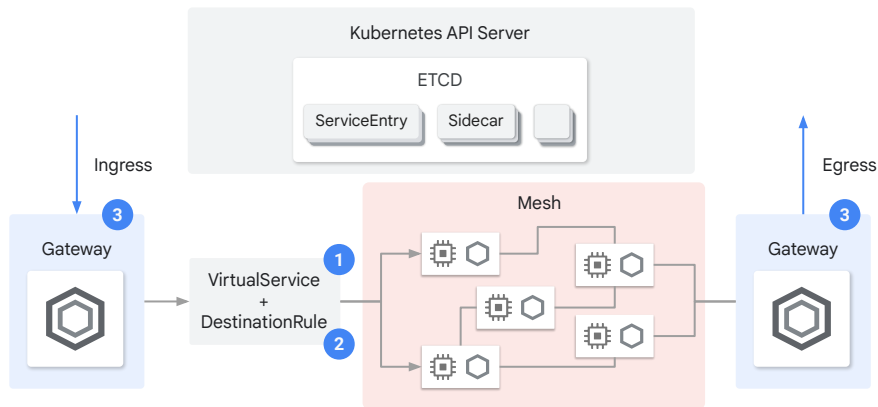 Kubernetes API Server
ETCD
ServiceEntry
Sidecar
Ingress
Egress
3
Gateway
VirtualService
+
DestinationRule
1
2
Mesh
3
Gateway